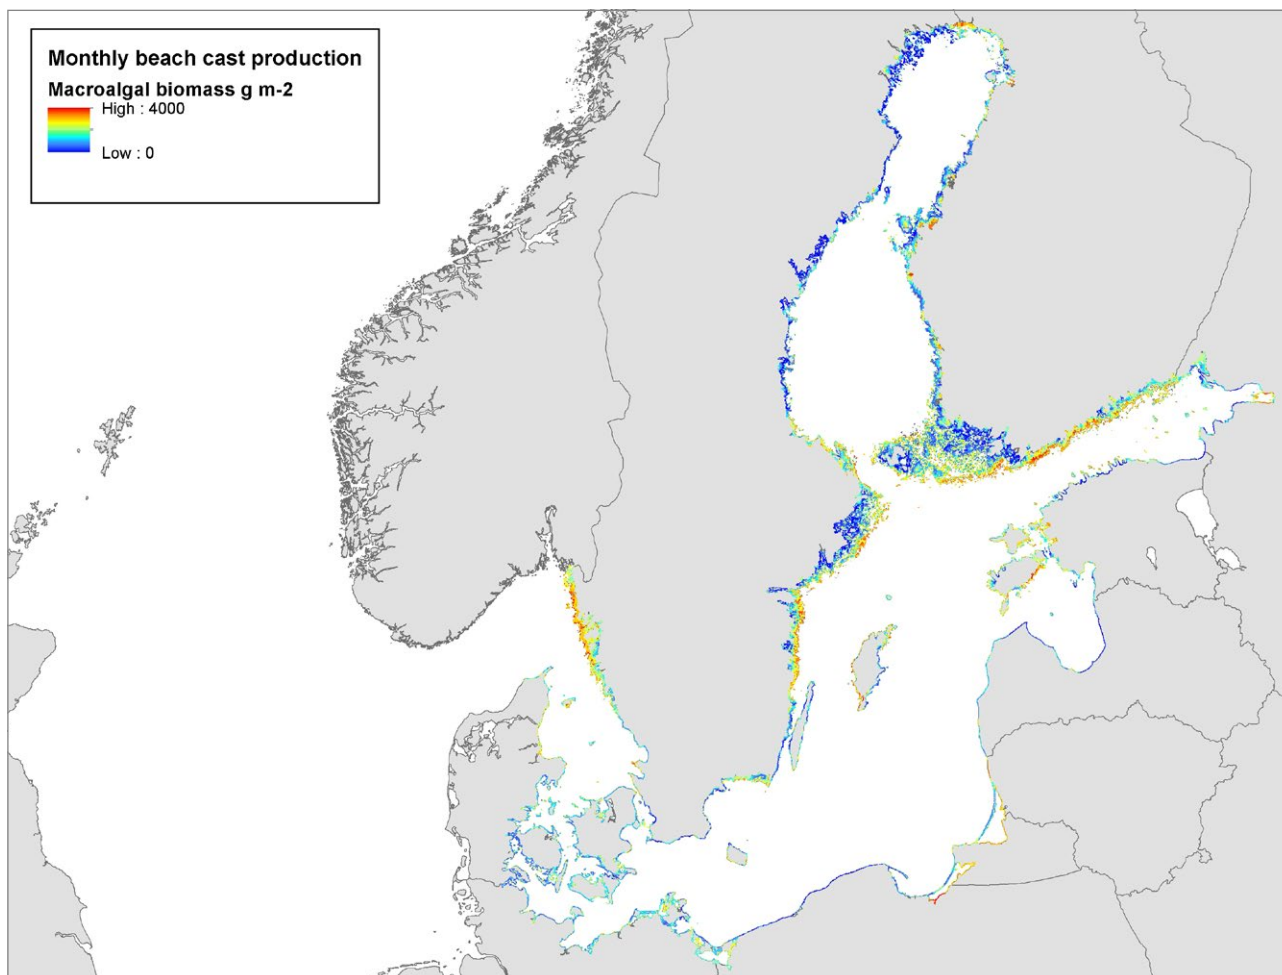 Monthly beach cast production
Macroalgal biomass g m-2
High : 4000
Low : 0